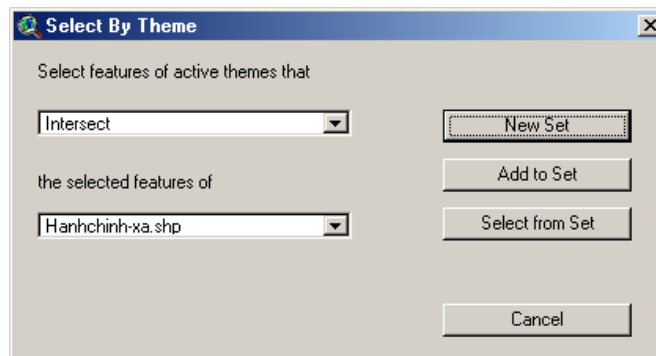 Select By Theme
Select features of active themes that
Intersect
New Set
Add to Set
the selected features of
Hanhchinh-xa.shp
Select from Set
Cancel